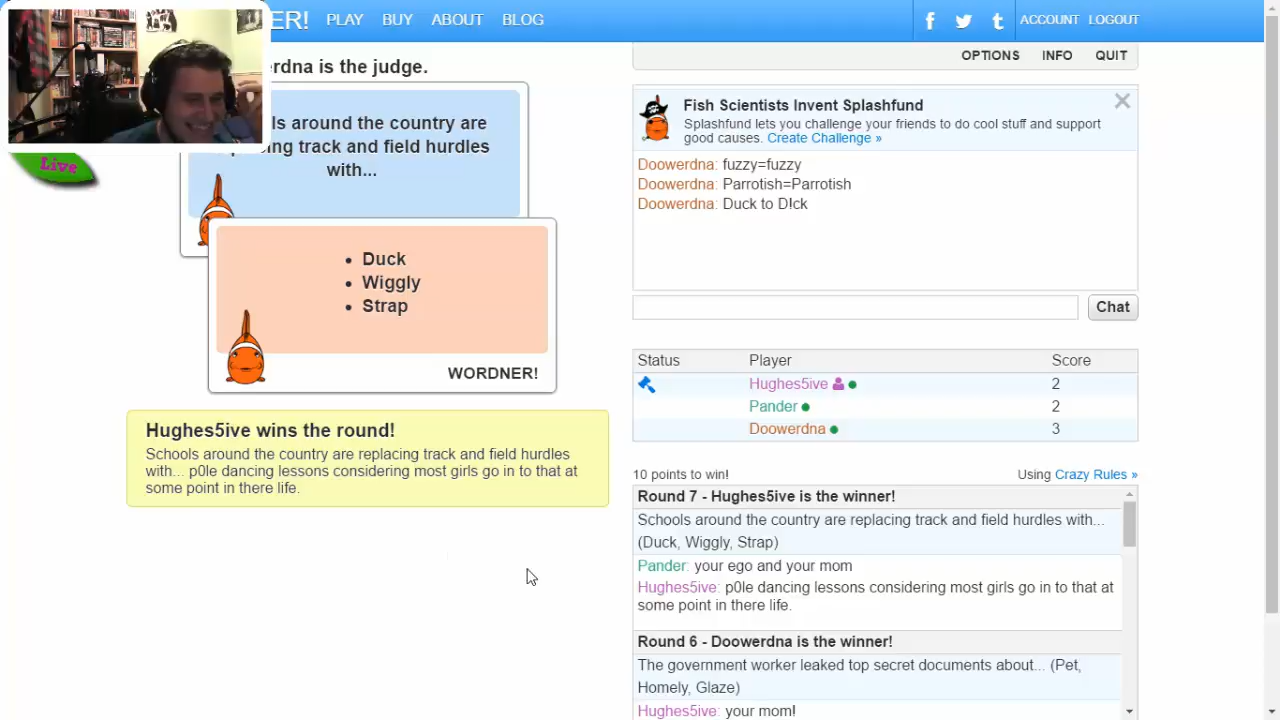 ER! PLAY BUY ABOUT BLOG
ACCOUNT LOGOUT
erdna is the judge.
OPTIONS INFO QUIT
ls around the country are
ing track and field hurdles
with...
Live
Duck
Wiggly
Strap
WORDNER!
Hughes5ive wins the round!
Schools around the country are replacing track and field hurdles
with... p0le dancing lessons considering most girls go in to that at
some point in there life.
Fish Scientists Invent Splashfund
Splashfund lets you challenge your friends to do cool stuff and support
good causes. Create Challenge »
Doowerdna: fuzzy=fuzzy
Doowerdna: Parrotish=Parrotish
Doowerdna: Duck to D!ck
Chat
Status Player Score
Hughes5ive 2
Pander 2
Doowerdna 3
10 points to win! Using Crazy Rules »
Round 7 - Hughes5ive is the winner!
Schools around the country are replacing track and field hurdles with...
(Duck, Wiggly, Strap)
Pander: your ego and your mom
Hughes5ive: p0le dancing lessons considering most girls go in to that at
some point in there life.
Round 6 - Doowerdna is the winner!
The government worker leaked top secret documents about... (Pet,
Homely, Glaze)
Hughes5ive: your mom!